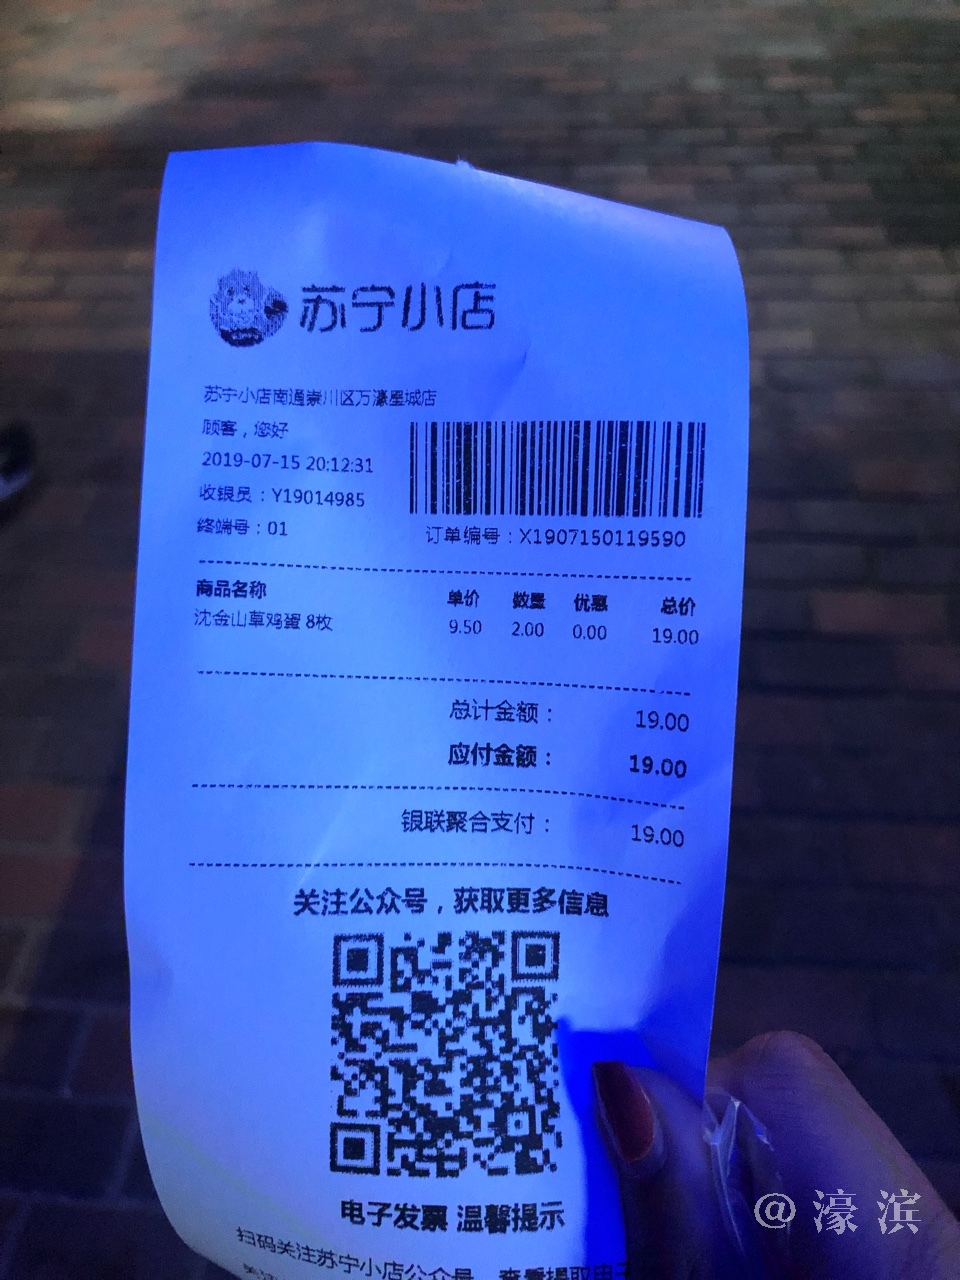 苏宁小店
苏宁小店南通崇川区万濠星城店
顾客，您好
2019-07-15 20:12:31
收银员：Y19014985
终端号：01
订单编号：X1907150119590
商品名称 单价 数量 优惠 总价
沈金山草鸡蛋 8枚 9.50 2.00 0.00 19.00
总计金额： 19.00
应付金额： 19.00
银联聚合支付： 19.00
关注公众号，获取更多信息
电子发票 温馨提示
扫码关注苏宁小店公众号，查看提取电子
@濠滨